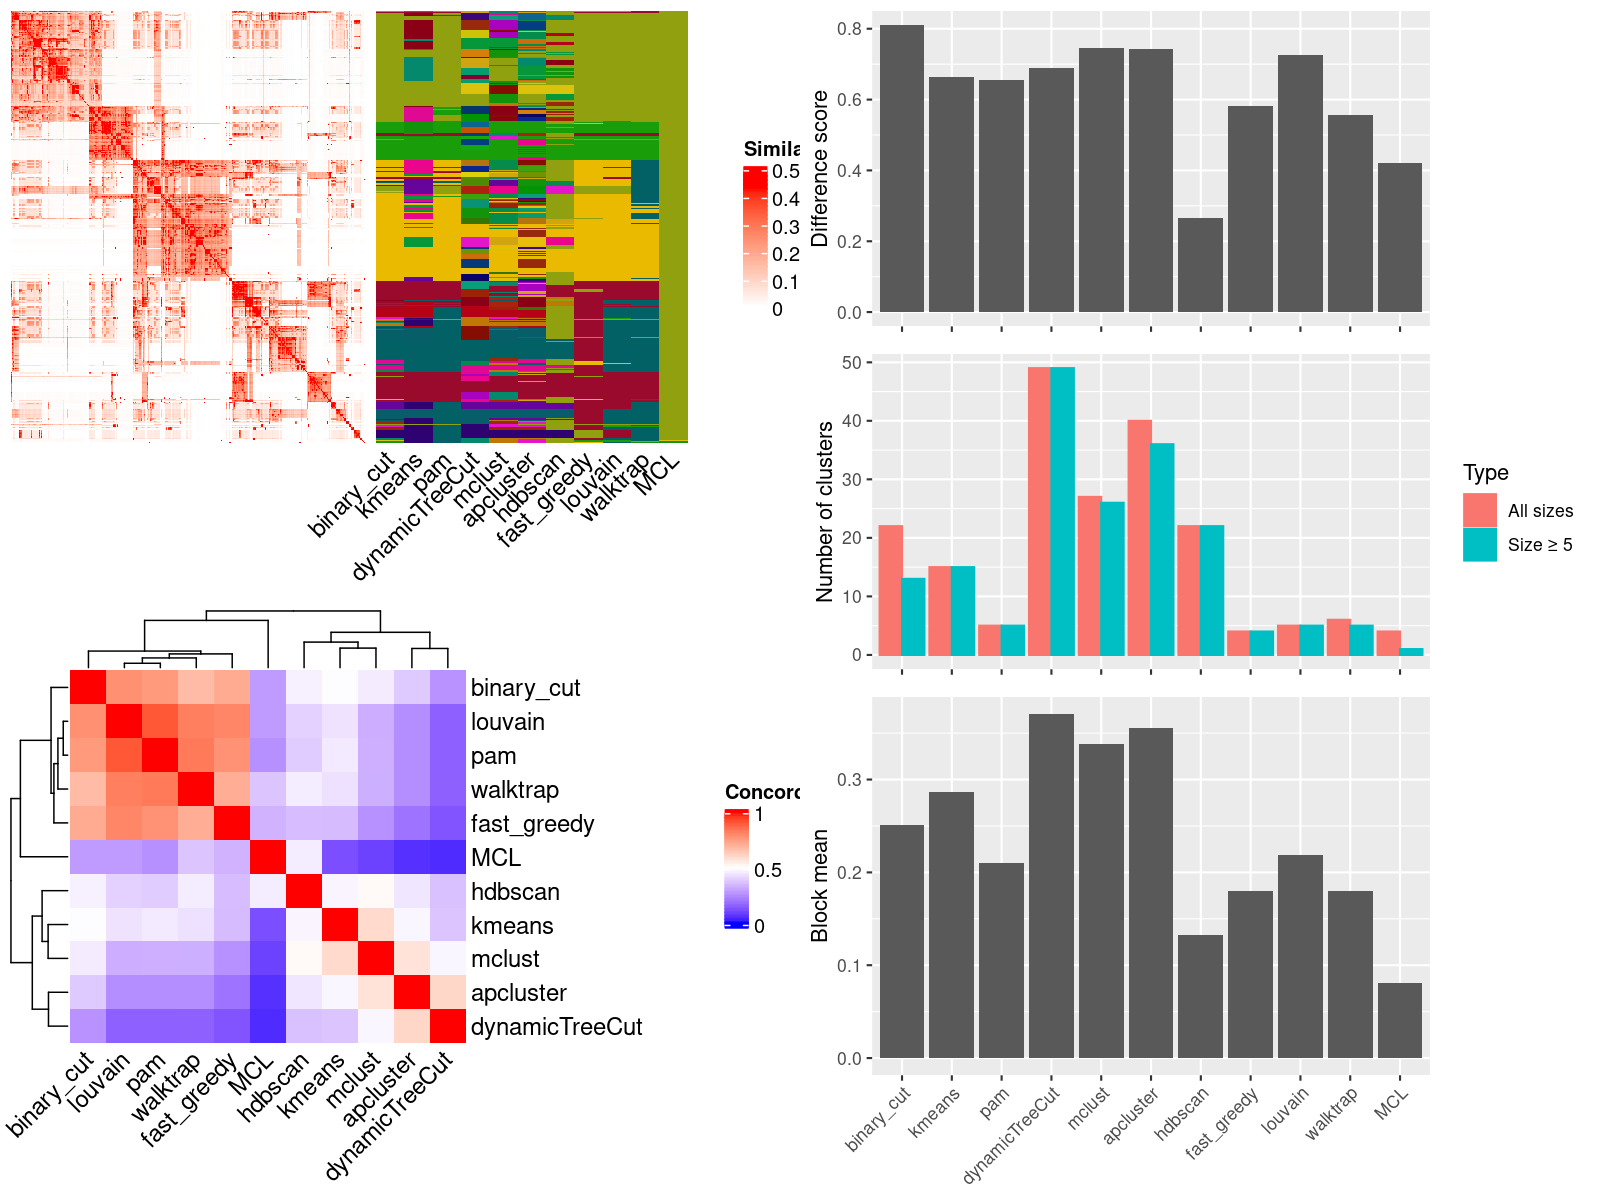 Simila
0.5
0.4
0.3
0.2
0.1
0
binary_cut
kmeans
pam
dynamicTreeCut
mclust
apcluster
hdbscan
fast_greedy
louvain
walktrap
MCL
binary_cut
louvain
pam
walktrap
fast_greedy
MCL
hdbscan
kmeans
mclust
apcluster
dynamicTreeCut
binary_cut
louvain
pam
walktrap
fast_greedy
MCL
hdbscan
kmeans
mclust
apcluster
dynamicTreeCut
Concord
1
0.5
0
Difference score
0.8
0.6
0.4
0.2
0.0
Number of clusters
50
40
30
20
10
0
Type
All sizes
Size ≥ 5
Block mean
0.3
0.2
0.1
0.0
binary_cut
kmeans
pam
dynamicTreeCut
mclust
apcluster
hdbscan
fast_greedy
louvain
walktrap
MCL